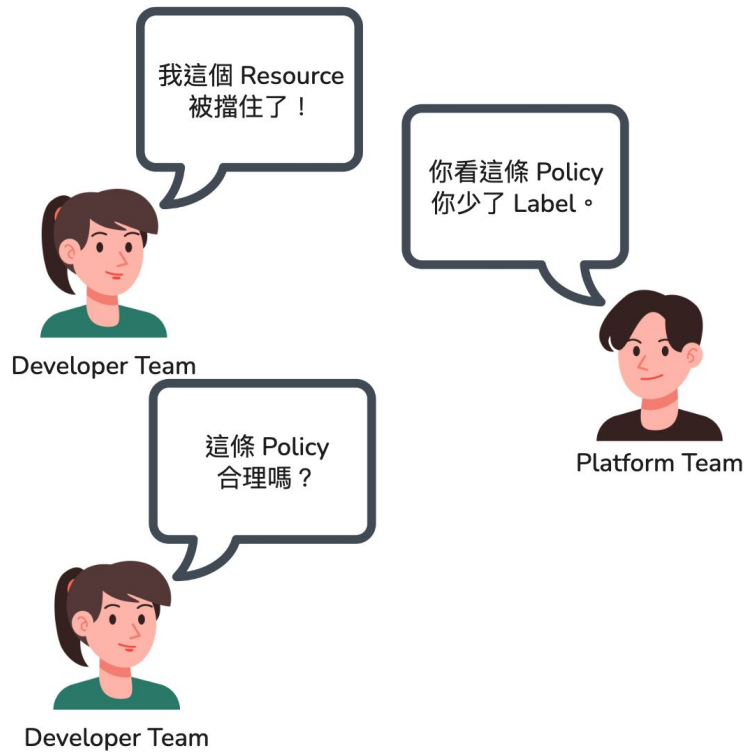 我這個 Resource
被擋住了！
Developer Team
你看這條 Policy
你少了 Label。
Platform Team
這條 Policy
合理嗎？
Developer Team